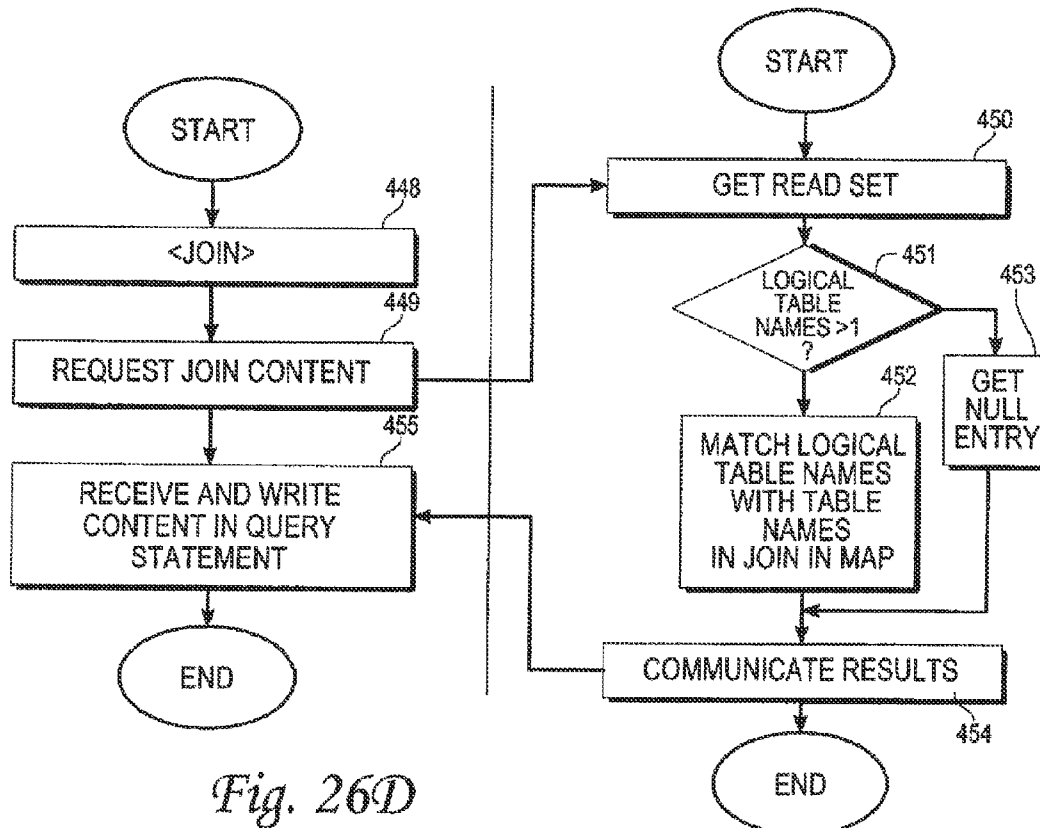 START
448
<JOIN>
449
REQUEST JOIN CONTENT
455
RECEIVE AND WRITE
CONTENT IN QUERY
STATEMENT
END
START
450
GET READ SET
451
LOGICAL
TABLE
NAMES >1
?
453
GET
NULL
ENTRY
452
MATCH LOGICAL
TABLE NAMES
WITH TABLE
NAMES
IN JOIN IN MAP
COMMUNICATE RESULTS
454
END
Fig. 26D